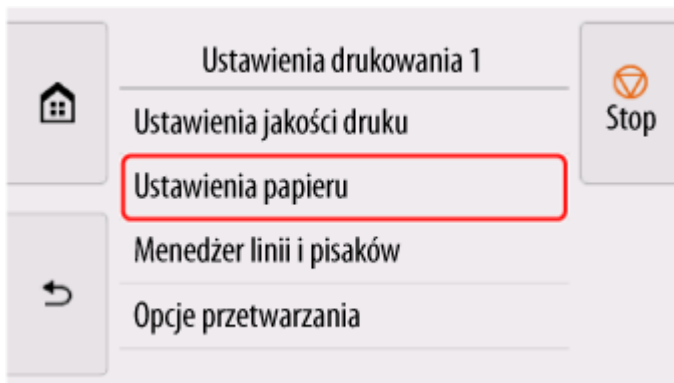 Ustawienia drukowania 1
Stop
Ustawienia jakości druku
Ustawienia papieru
Menedżer linii i pisaków
Opcje przetwarzania